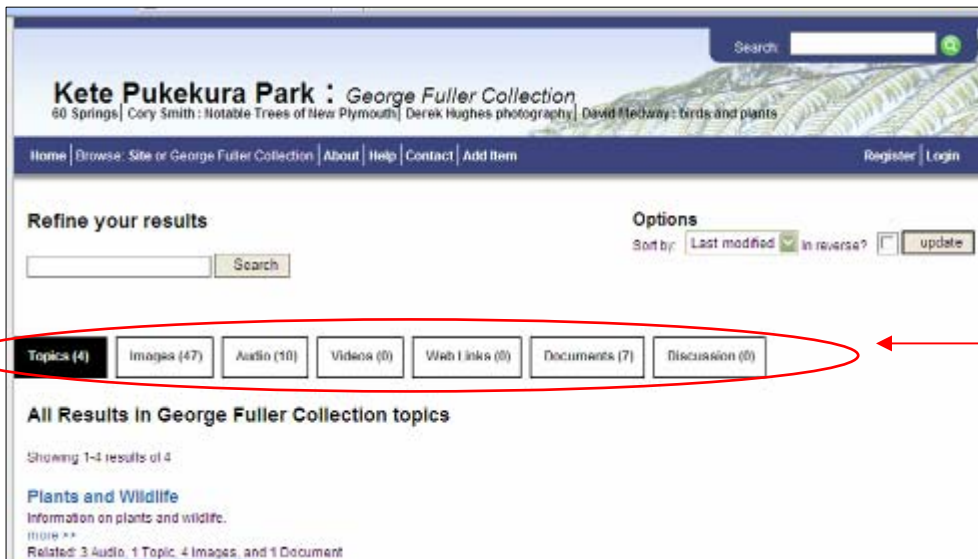 Search:
Kete Pukekura Park : George Fuller Collection
60 Springs| Cory Smith : Notable Trees of New Plymouth| Derek Hughes photography| David Medway : birds and plants
Home | Browse: Site or George Fuller Collection | About | Help | Contact | Add Item Register | Login
Refine your results
Options
Search
Sort by: Last modified In reverse? update
Topics (4) Images (47) Audio (10) Videos (0) Web Links (0) Documents (7) Discussion (0)
All Results in George Fuller Collection topics
Showing 1-4 results of 4
Plants and Wildlife
Information on plants and wildlife.
more >>
Related: 3 Audio, 1 Topic, 4 Images, and 1 Document